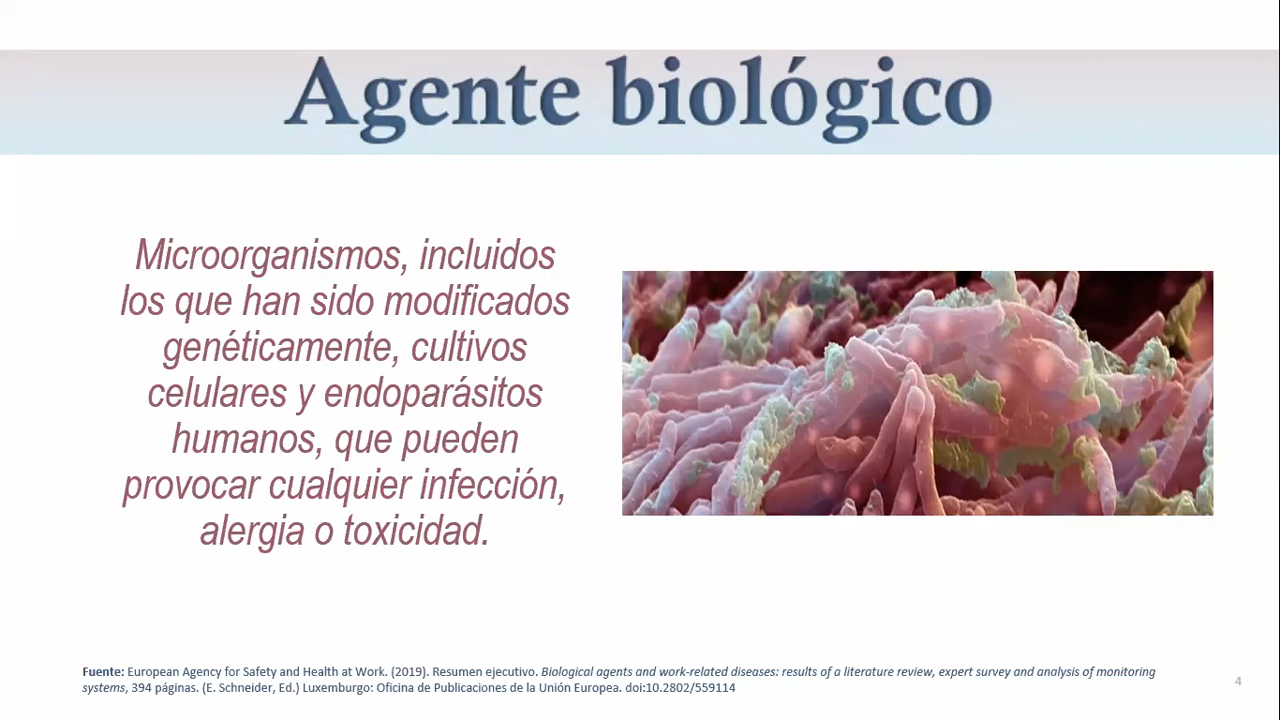 Agente biológico
Microorganismos, incluidos
los que han sido modificados
genéticamente, cultivos
celulares y endoparásitos
humanos, que pueden
provocar cualquier infección,
alergia o toxicidad.
Fuente: European Agency for Safety and Health at Work. (2019). Resumen ejecutivo. Biological agents and work-related diseases: results of a literature review, expert survey and analysis of monitoring
systems, 394 páginas. (E. Schneider, Ed.) Luxemburgo: Oficina de Publicaciones de la Unión Europea. doi:10.2802/559114
4